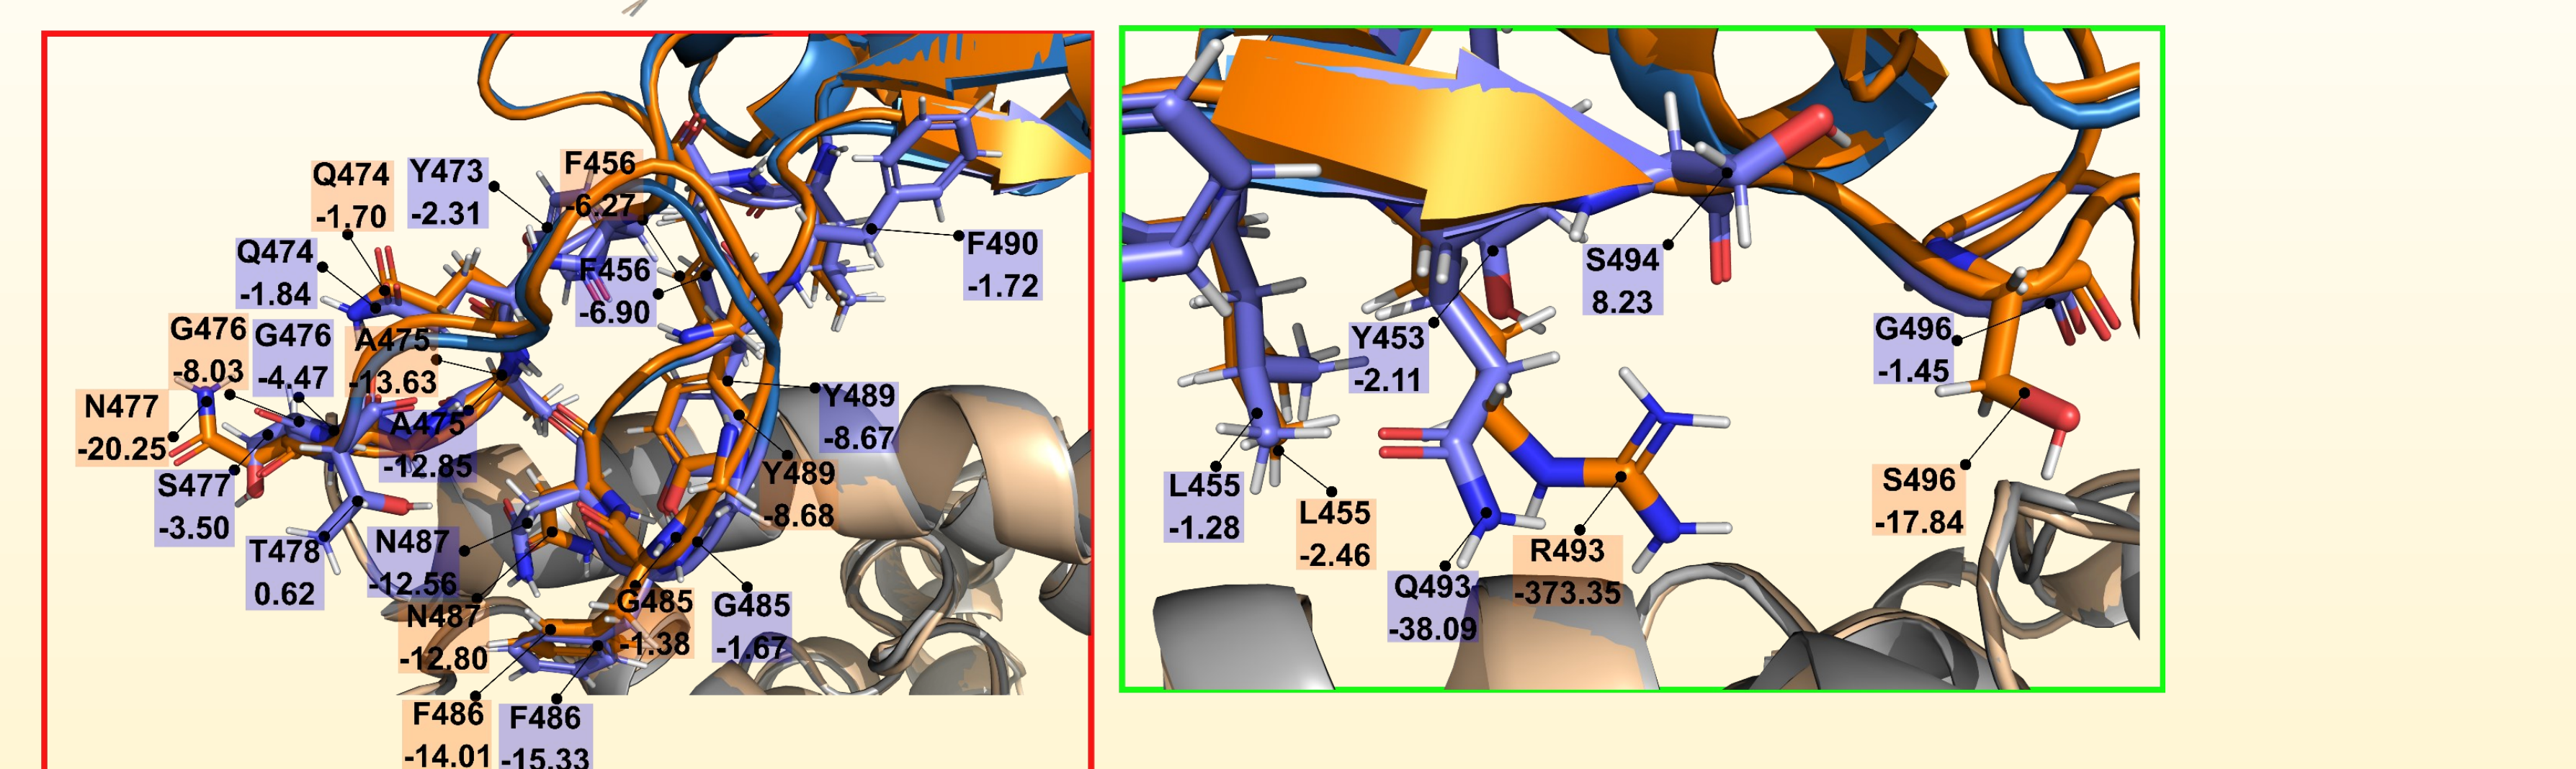 Q474
-1.70
Y473
-2.31
F456
-6.27
Q474
-1.84
F456
-6.90
F490
-1.72
G476
-8.03
G476
-4.47
A475
-13.63
N477
-20.25
A475
-12.85
Y489
-8.67
Y489
-8.68
S477
-3.50
T478
0.62
N487
-12.56
N487
-12.80
G485
-1.38
G485
-1.67
F486
-14.01
F486
-15.33
S494
8.23
Y453
-2.11
G496
-1.45
L455
-1.28
L455
-2.46
S496
-17.84
R493
-373.35
Q493
-38.09